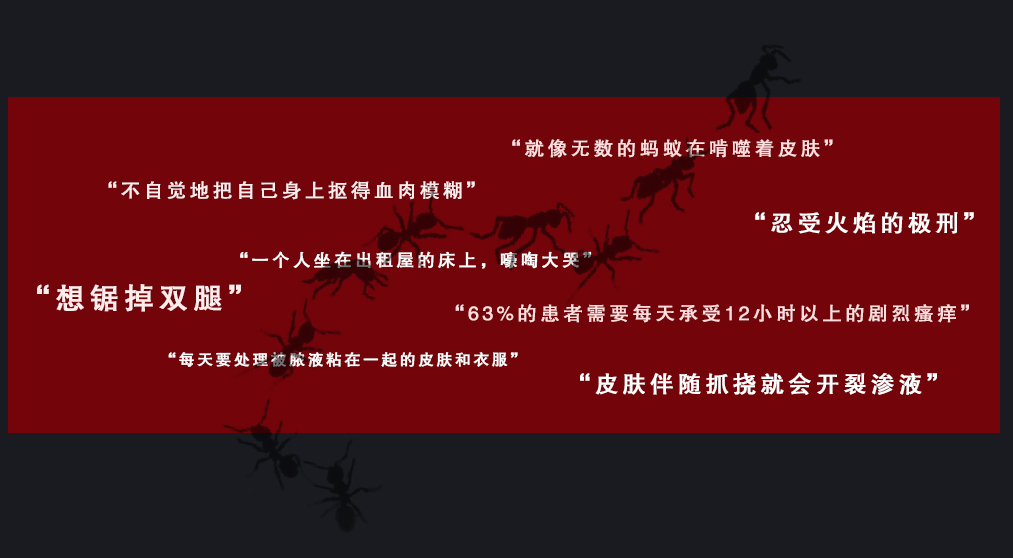 “就像无数的蚂蚁在啃噬着皮肤”
“不自觉地把自己身上抠得血肉模糊”
“忍受火焰的极刑”
“一个人坐在出租屋的床上，嚎啕大哭”
“想锯掉双腿”
“63%的患者需要每天承受12小时以上的剧烈瘙痒”
“每天要处理被脓液粘在一起的皮肤和衣服”
“皮肤伴随抓挠就会开裂渗液”